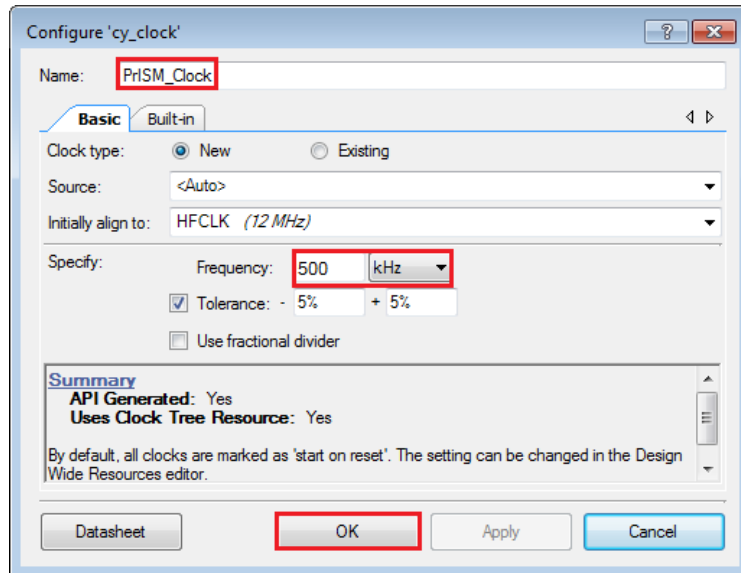 Configure 'cy_clock'
Name: PrISM_Clock
Basic Built-in
Clock type: New Existing
Source: <Auto>
Initially align to: HFCLK (12 MHz)
Specify: Frequency: 500 kHz
Tolerance: - 5% + 5%
Use fractional divider
Summary
API Generated: Yes
Uses Clock Tree Resource: Yes
By default, all clocks are marked as 'start on reset'. The setting can be changed in the Design
Wide Resources editor.
Datasheet OK Apply Cancel